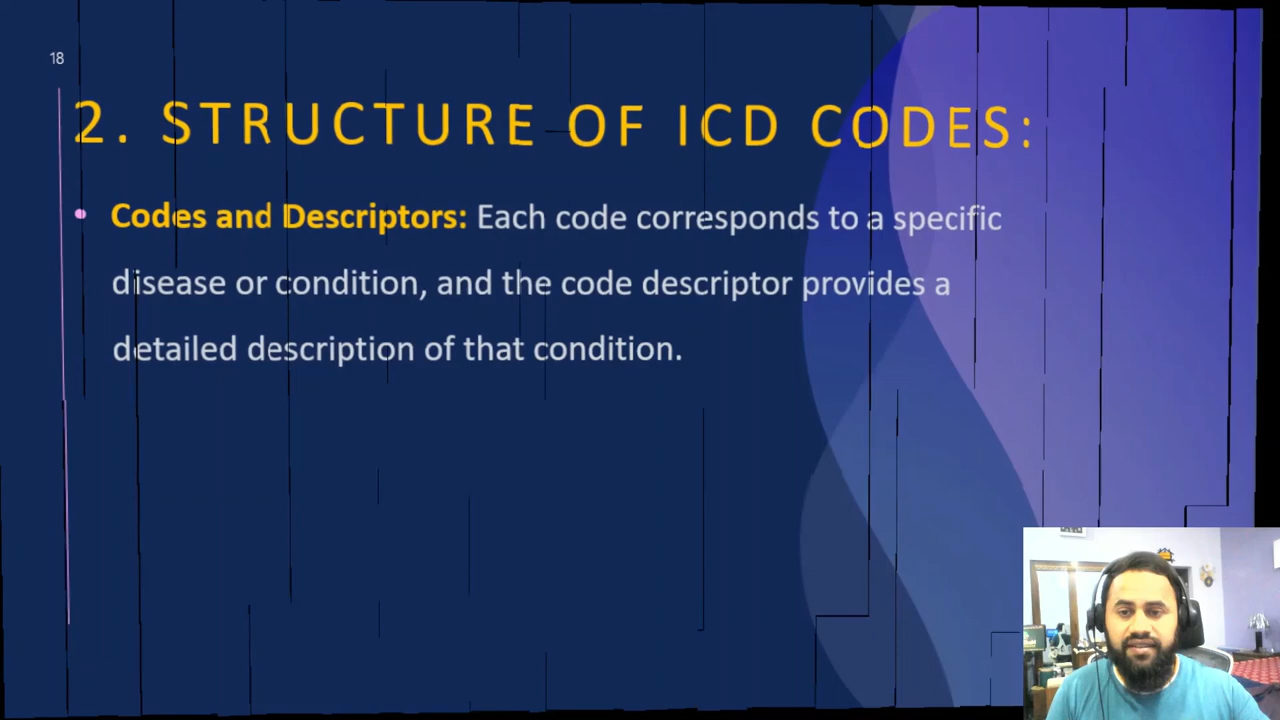 18
2. STRUCTURE OF ICD CODES:
• Codes and Descriptors: Each code corresponds to a specific
disease or condition, and the code descriptor provides a
detailed description of that condition.